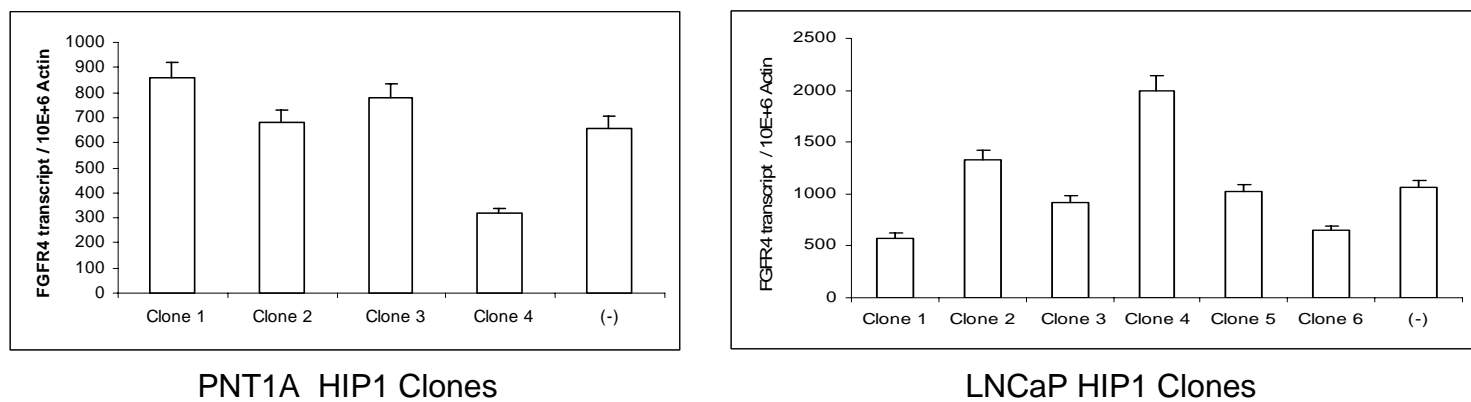 FGFR4 transcript / 10E+6 Actin
1000
900
800
700
600
500
400
300
200
100
0
Clone 1 Clone 2 Clone 3 Clone 4 (-)
PNT1A HIP1 Clones
FGFR4 transcript / 10E+6 Actin
2500
2000
1500
1000
500
0
Clone 1 Clone 2 Clone 3 Clone 4 Clone 5 Clone 6 (-)
LNCaP HIP1 Clones